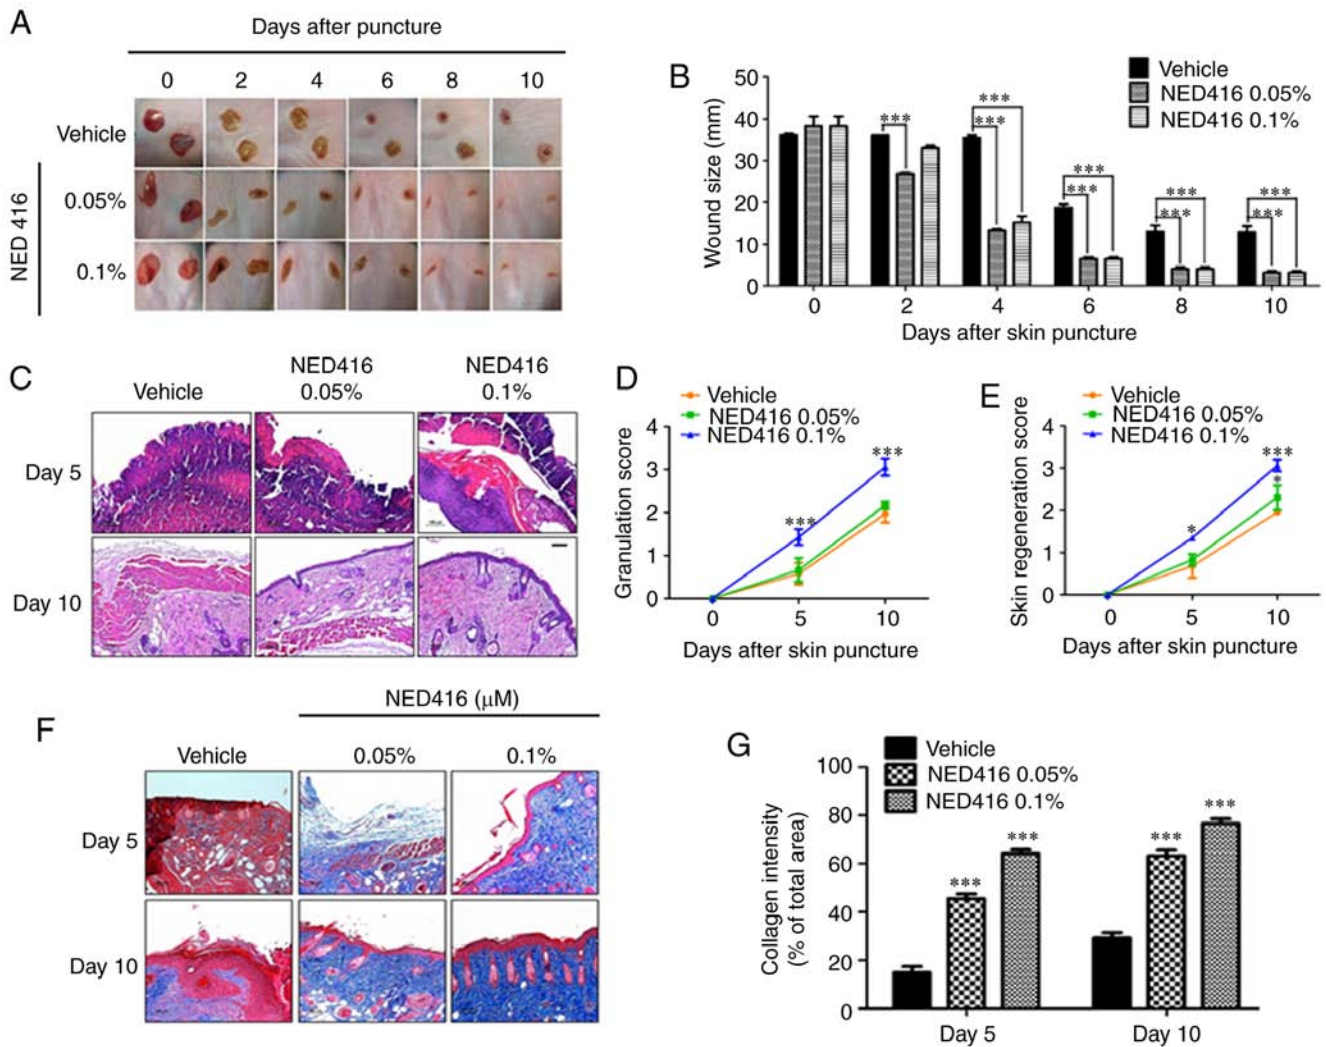 A
Days after puncture
0 2 4 6 8 10
Vehicle
NED 416
0.05%
0.1%
B
Vehicle
NED416 0.05%
NED416 0.1%
Wound size (mm)
50
40
30
20
10
0
*** *** *** *** *** *** *** *** ***
0 2 4 6 8 10
Days after skin puncture
C
Vehicle
NED416
0.05%
NED416
0.1%
Day 5
Day 10
D
Vehicle
NED416 0.05%
NED416 0.1%
Granulation score
4
3
2
1
0
***
***
0 5 10
Days after skin puncture
E
Vehicle
NED416 0.05%
NED416 0.1%
Skin regeneration score
4
3
2
1
0
***
*
*
0 5 10
Days after skin puncture
F
NED416 (μM)
Vehicle
0.05%
0.1%
Day 5
Day 10
G
Vehicle
NED416 0.05%
NED416 0.1%
Collagen intensity
(% of total area)
100
80
60
40
20
0
*** *** *** ***
Day 5 Day 10